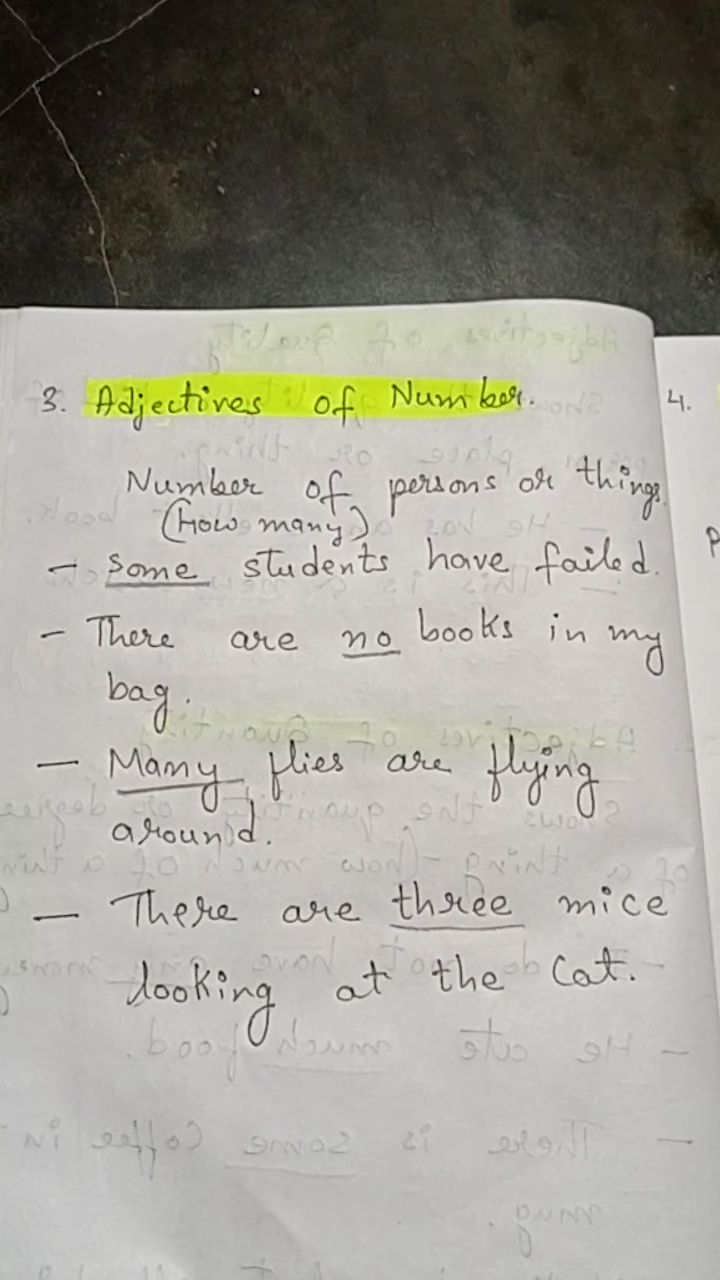 3. Adjectives of Number.
4.
Number of persons or things.
(how many)
- Some students have failed.
- There are no books in my
bag.
- Many flies are flying
around.
- There are three mice
looking at the cat.